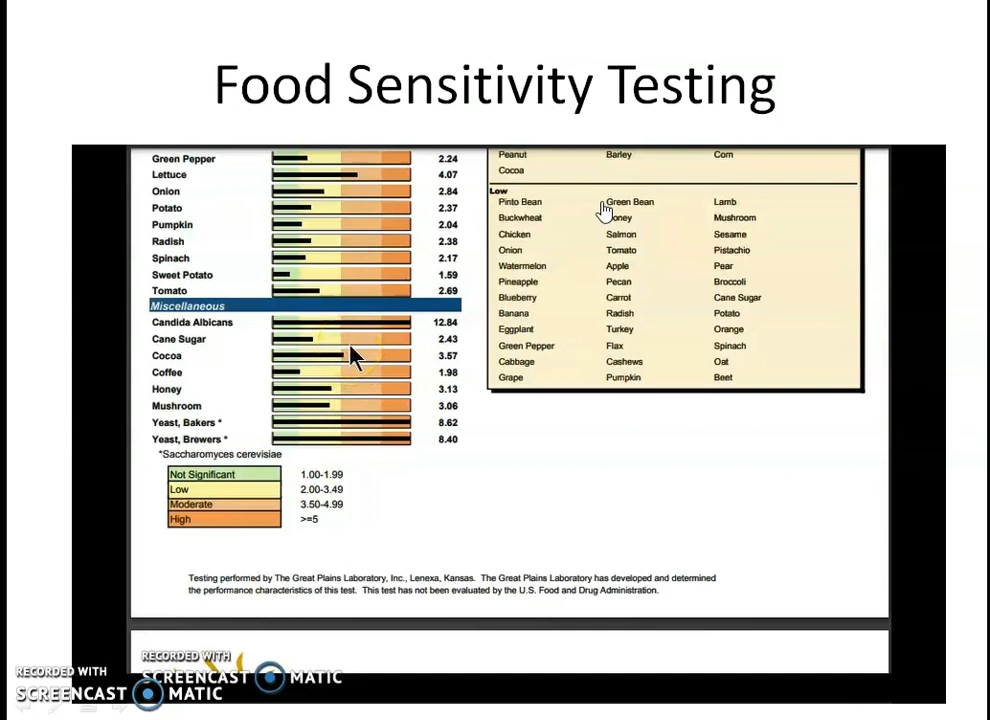 Food Sensitivity Testing
Green Pepper 2.24
Lettuce 4.07
Onion 2.84
Potato 2.37
Pumpkin 2.04
Radish 2.38
Spinach 2.17
Sweet Potato 1.59
Tomato 2.69
Miscellaneous
Candida Albicans 12.84
Cane Sugar 2.43
Cocoa 3.57
Coffee 1.98
Honey 3.13
Mushroom 3.06
Yeast, Bakers * 8.62
Yeast, Brewers * 8.40
*Saccharomyces cerevisiae
Not Significant 1.00-1.99
Low 2.00-3.49
Moderate 3.50-4.99
High >=5
Peanut Barley Corn
Cocoa
Low
Pinto Bean Green Bean Lamb
Buckwheat oney Mushroom
Chicken Salmon Sesame
Onion Tomato Pistachio
Watermelon Apple Pear
Pineapple Pecan Broccoli
Blueberry Carrot Cane Sugar
Banana Radish Potato
Eggplant Turkey Orange
Green Pepper Flax Spinach
Cabbage Cashews Oat
Grape Pumpkin Beet
Testing performed by The Great Plains Laboratory, Inc., Lenexa, Kansas. The Great Plains Laboratory has developed and determined
the performance characteristics of this test. This test has not been evaluated by the U.S. Food and Drug Administration.
RECORDED WITH
SCREENCAST MATIC
RECORDED WITH
SCREENCAST MATIC